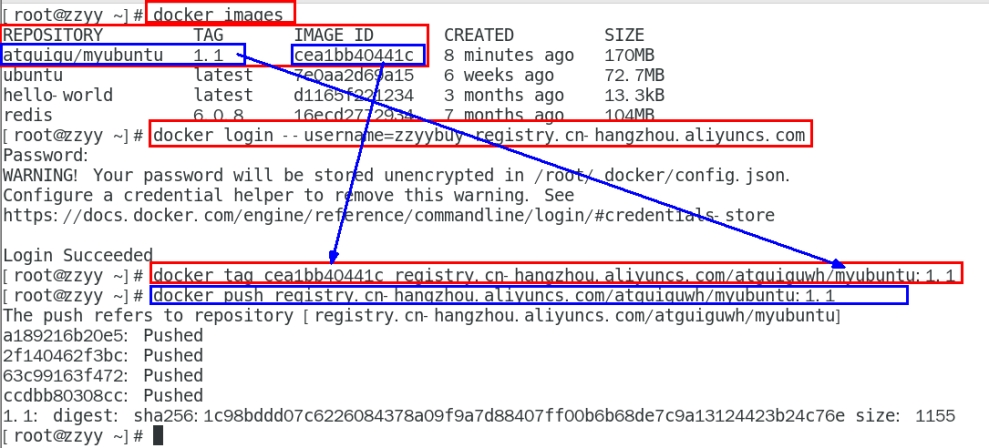 [root@zzyy ~]# docker images
REPOSITORY TAG IMAGE ID CREATED SIZE
atguigu/myubuntu 1.1 cea1bb40441c 8 minutes ago 170MB
ubuntu latest 7e0aa2d69a15 6 weeks ago 72.7MB
hello-world latest d1165f221234 3 months ago 13.3kB
redis 6.0.8 16ecd2772934 7 months ago 104MB
[root@zzyy ~]# docker login --username=zzyybuy registry.cn-hangzhou.aliyuncs.com
Password:
WARNING! Your password will be stored unencrypted in /root/.docker/config.json.
Configure a credential helper to remove this warning. See
https://docs.docker.com/engine/reference/commandline/login/#credentials-store
Login Succeeded
[root@zzyy ~]# docker tag cea1bb40441c registry.cn-hangzhou.aliyuncs.com/atguiguwh/myubuntu:1.1
[root@zzyy ~]# docker push registry.cn-hangzhou.aliyuncs.com/atguiguwh/myubuntu:1.1
The push refers to repository [registry.cn-hangzhou.aliyuncs.com/atguiguwh/myubuntu]
a189216b20e5: Pushed
2f140462f3bc: Pushed
63c99163f472: Pushed
ccdbb80308cc: Pushed
1.1: digest: sha256:1c98bddd07c6226084378a09f9a7d88407ff00b6b68de7c9a13124423b24c76e size: 1155
[root@zzyy ~]#